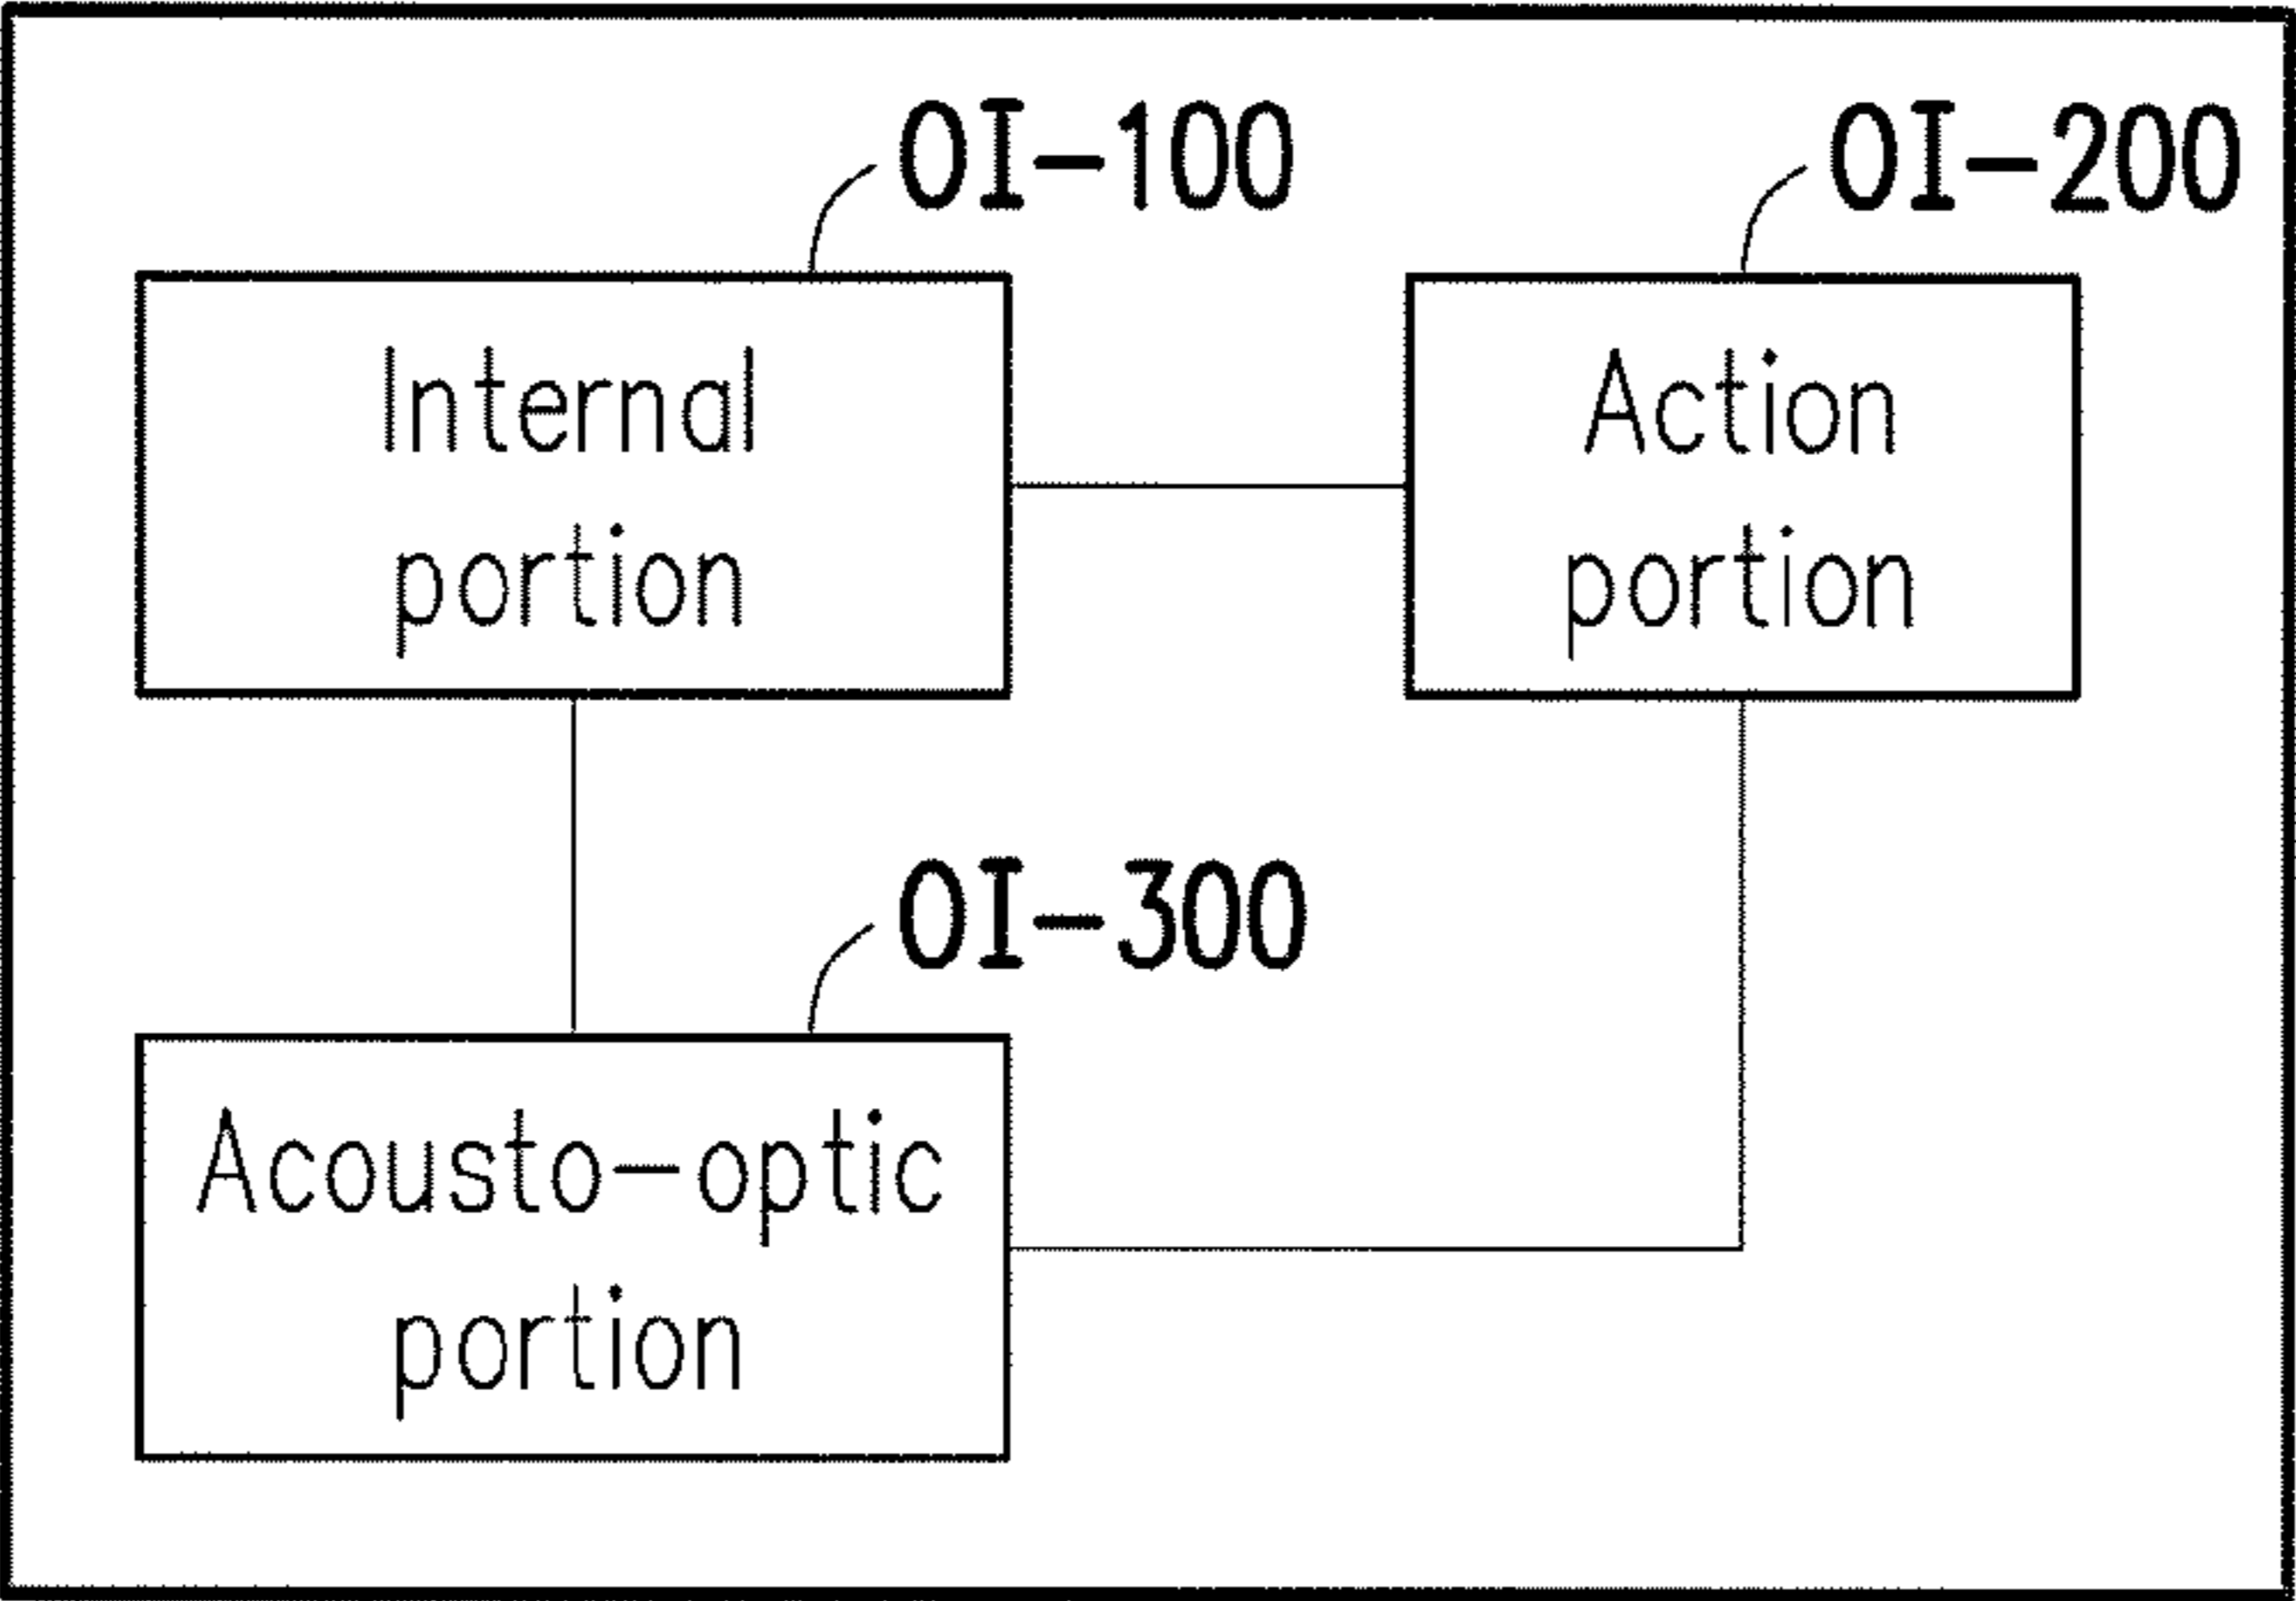 OI-100
OI-200
Internal
portion
Action
portion
OI-300
Acousto-optic
portion